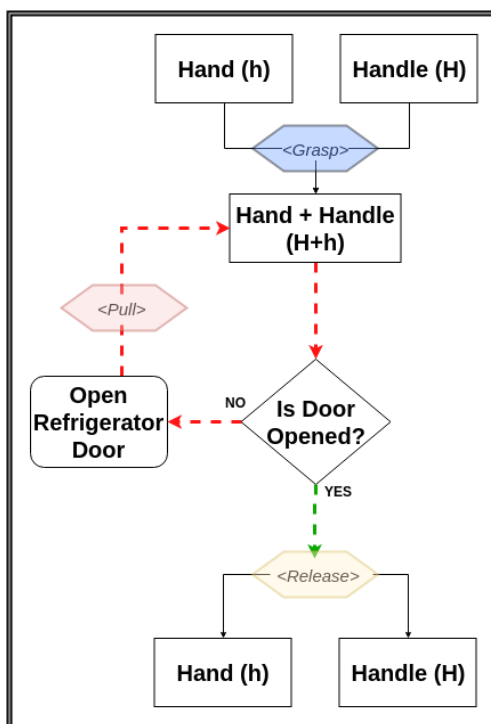 Hand (h)
Handle (H)
<Grasp>
Hand + Handle
(H+h)
<Pull>
Open
Refrigerator
Door
NO
Is Door
Opened?
YES
<Release>
Hand (h)
Handle (H)